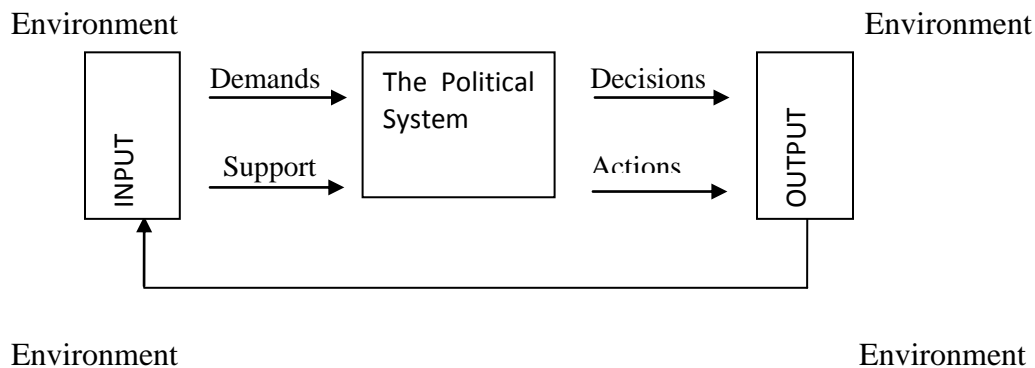 Environment Environment
Demands The Political Decisions
System
INPUT Support Actions OUTPUT
Environment Environment